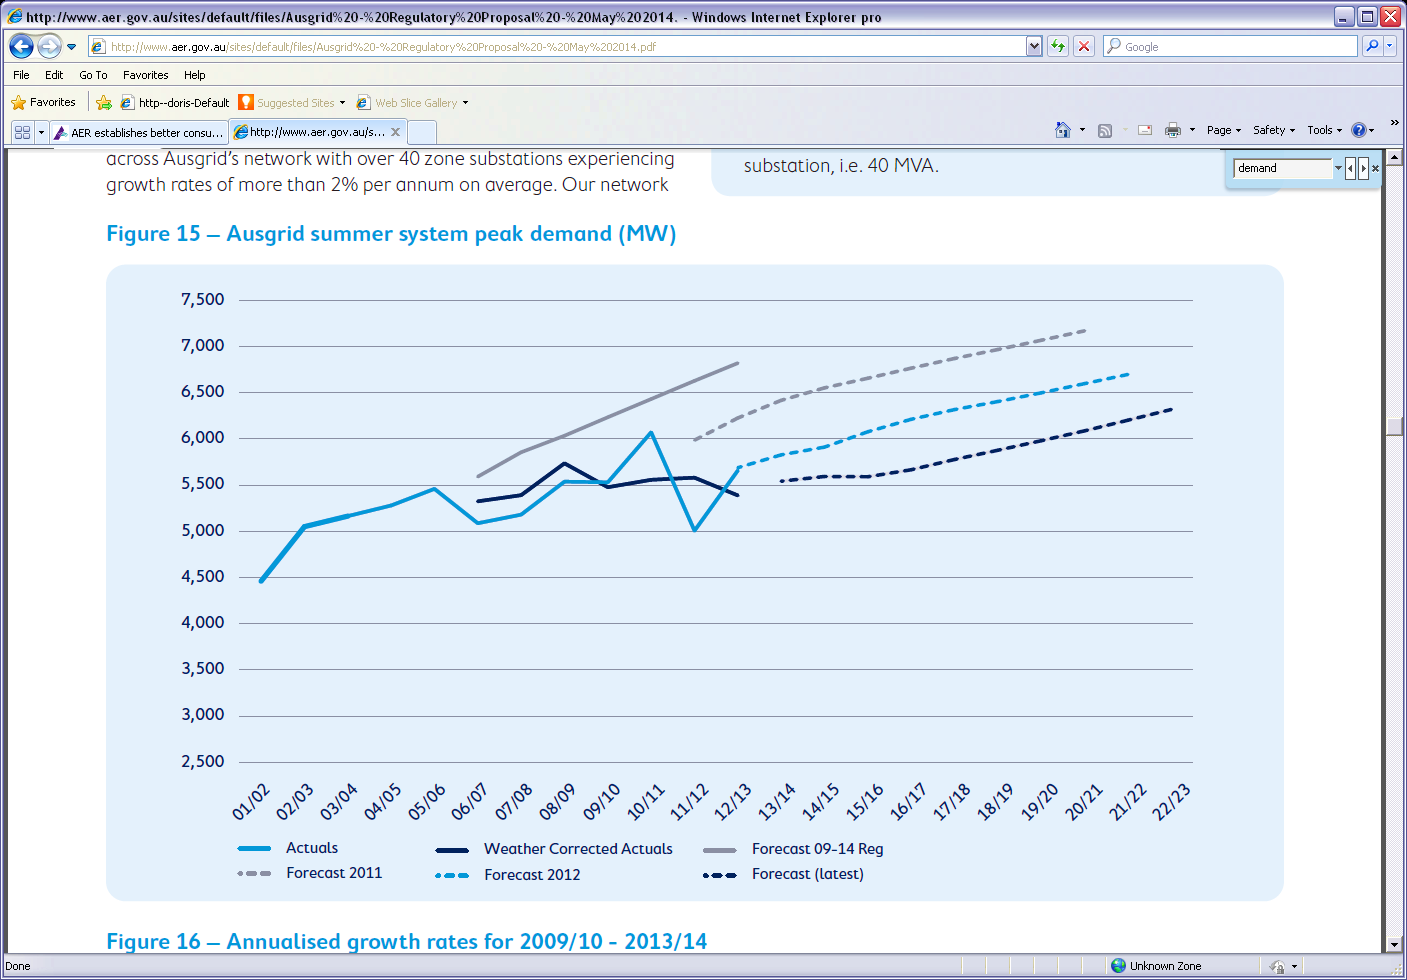 http://www.aer.gov.au/sites/default/files/Ausgrid%20-%20Regulatory%20Proposal%20-%20May%202014. - Windows Internet Explorer pro
http://www.aer.gov.au/sites/default/files/Ausgrid%20-%20Regulatory%20Proposal%20-%20May%202014.pdf
Google
File Edit Go To Favorites Help
Favorites http--doris-Default Suggested Sites Web Slice Gallery
AER establishes better consu... http://www.aer.gov.au/s... Page Safety Tools
demand
across Ausgrid's network with over 40 zone substations experiencing
growth rates of more than 2% per annum on average. Our network
substation, i.e. 40 MVA.
Figure 15 – Ausgrid summer system peak demand (MW)
7,500
7,000
6,500
6,000
5,500
5,000
4,500
4,000
3,500
3,000
2,500
01/02 02/03 03/04 04/05 05/06 06/07 07/08 08/09 09/10 10/11 11/12 12/13 13/14 14/15 15/16 16/17 17/18 18/19 19/20 20/21 21/22 22/23
Actuals Weather Corrected Actuals Forecast 09-14 Reg
Forecast 2011 Forecast 2012 Forecast (latest)
Figure 16 – Annualised growth rates for 2009/10 - 2013/14
Done Unknown Zone